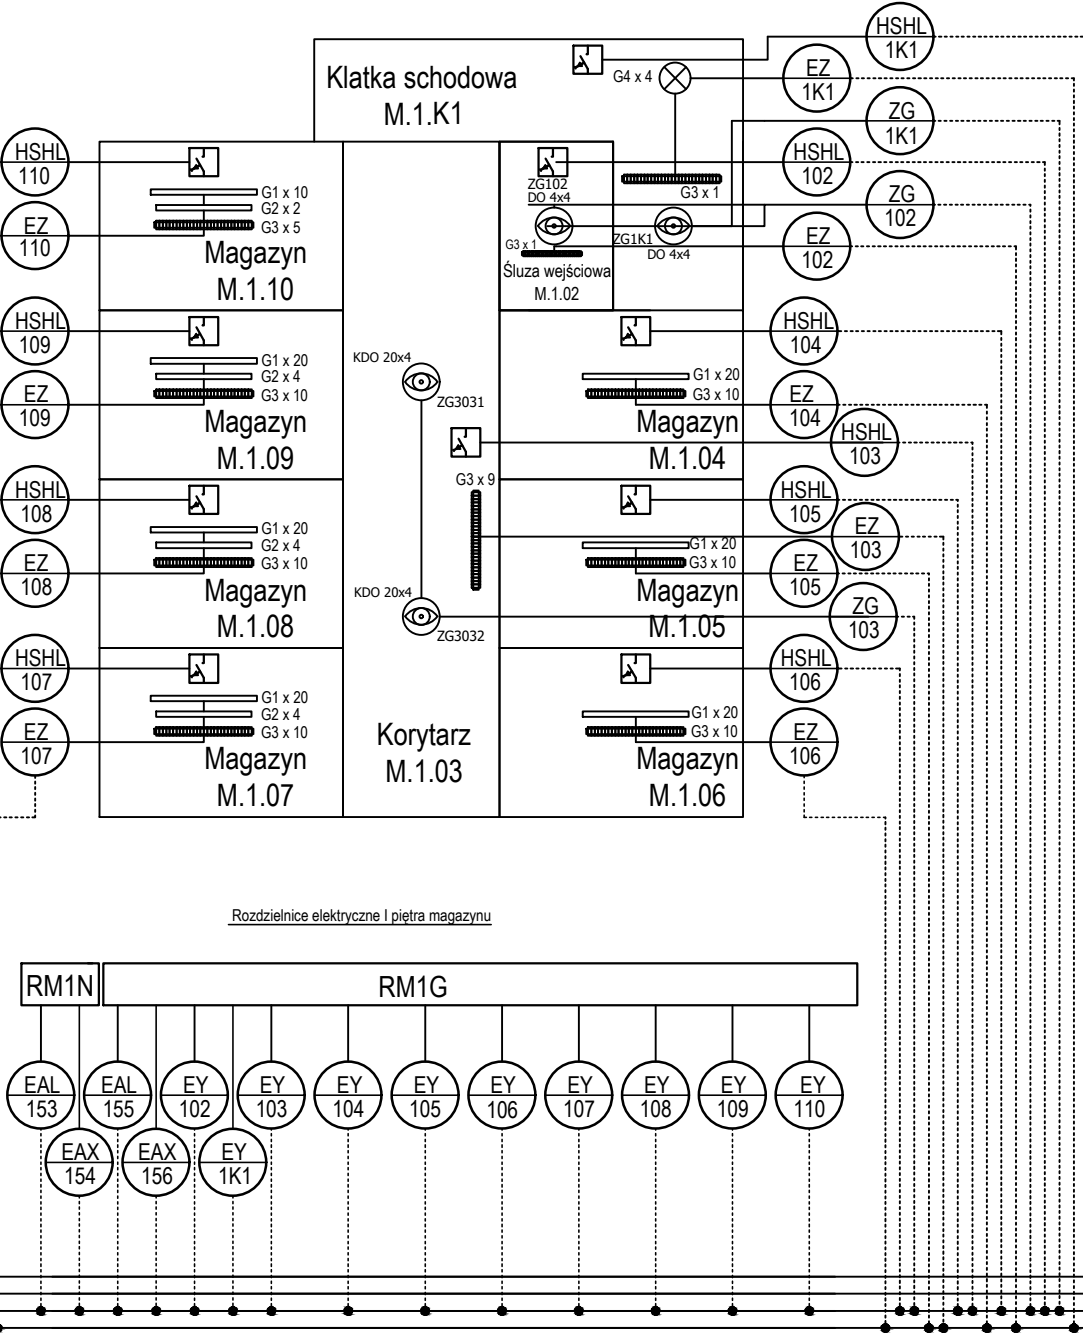 HSHL
1K1
Klatka schodowa
M.1.K1
G4 x 4
EZ
1K1
ZG
1K1
HSHL
110
G1 x 10
G2 x 2
G3 x 5
EZ
110
Magazyn
M.1.10
ZG102
DO 4x4
G3 x 1
HSHL
102
ZG
102
G3 x 1
ZG1K1
DO 4x4
EZ
102
Śluza wejściowa
M.1.02
HSHL
109
G1 x 20
G2 x 4
G3 x 10
EZ
109
Magazyn
M.1.09
KDO 20x4
ZG3031
HSHL
104
G1 x 20
G3 x 10
EZ
104
Magazyn
M.1.04
HSHL
103
HSHL
108
G1 x 20
G2 x 4
G3 x 10
EZ
108
Magazyn
M.1.08
G3 x 9
KDO 20x4
ZG3032
HSHL
105
EZ
103
G1 x 20
G3 x 10
EZ
105
Magazyn
M.1.05
ZG
103
HSHL
107
G1 x 20
G2 x 4
G3 x 10
EZ
107
Magazyn
M.1.07
Korytarz
M.1.03
HSHL
106
G1 x 20
G3 x 10
EZ
106
Magazyn
M.1.06
Rozdzielnice elektryczne I piętra magazynu
RM1N
RM1G
EAL
153
EAL
155
EY
102
EY
103
EY
104
EY
105
EY
106
EY
107
EY
108
EY
109
EY
110
EAX
154
EAX
156
EY
1K1